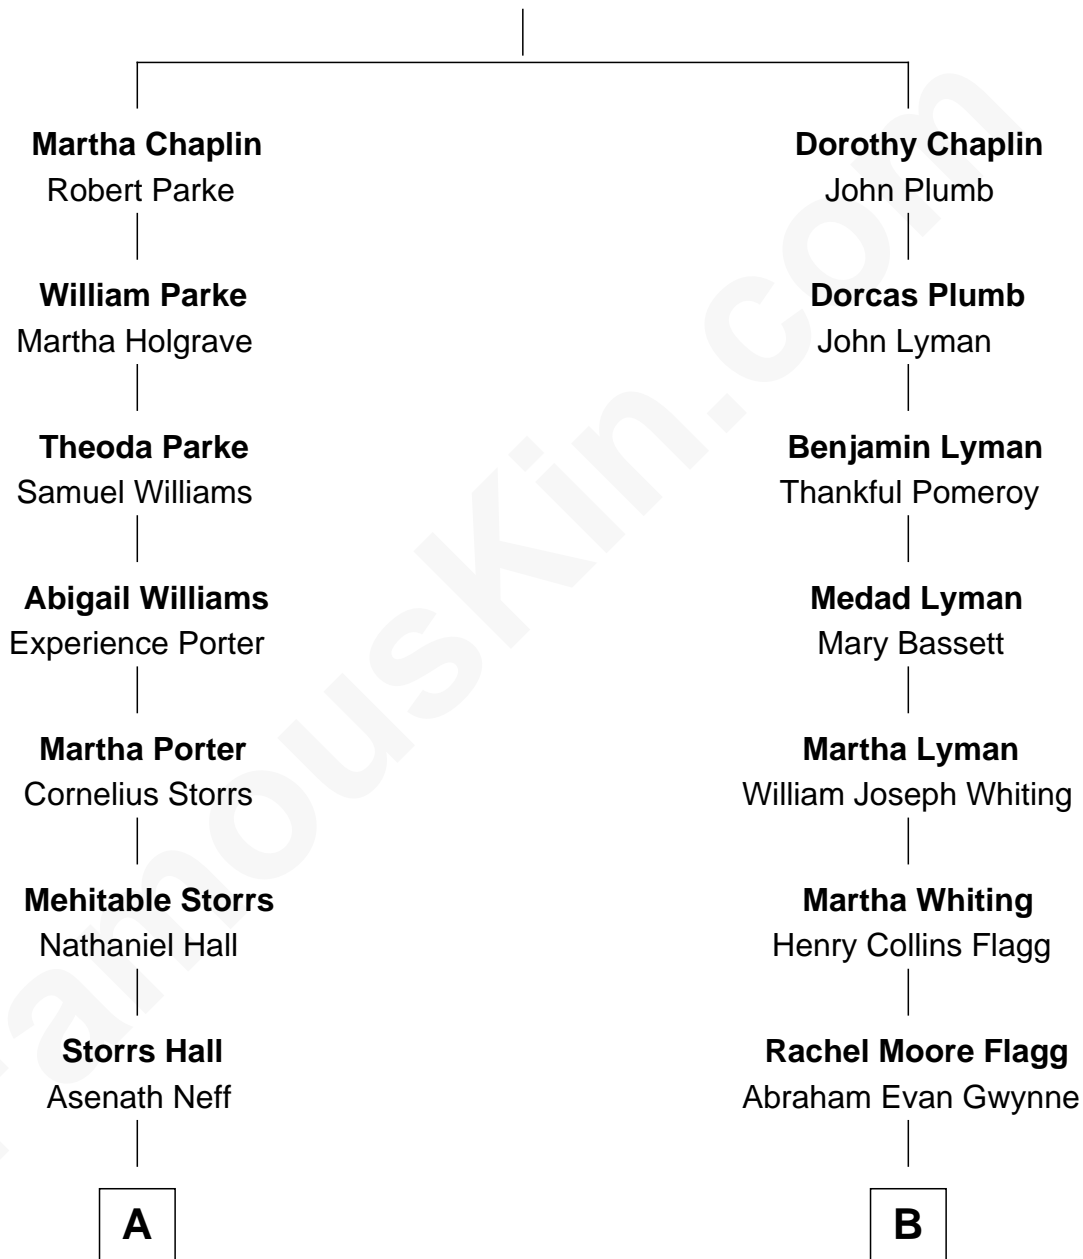 Martha Chaplin
Robert Parke
William Parke
Martha Holgrave
Theoda Parke
Samuel Williams
Abigail Williams
Experience Porter
Martha Porter
Cornelius Storrs
Mehitable Storrs
Nathaniel Hall
Storrs Hall
Asenath Neff
A
Dorothy Chaplin
John Plumb
Dorcas Plumb
John Lyman
Benjamin Lyman
Thankful Pomeroy
Medad Lyman
Mary Bassett
Martha Lyman
William Joseph Whiting
Martha Whiting
Henry Collins Flagg
Rachel Moore Flagg
Abraham Evan Gwynne
B
FamousKin.com